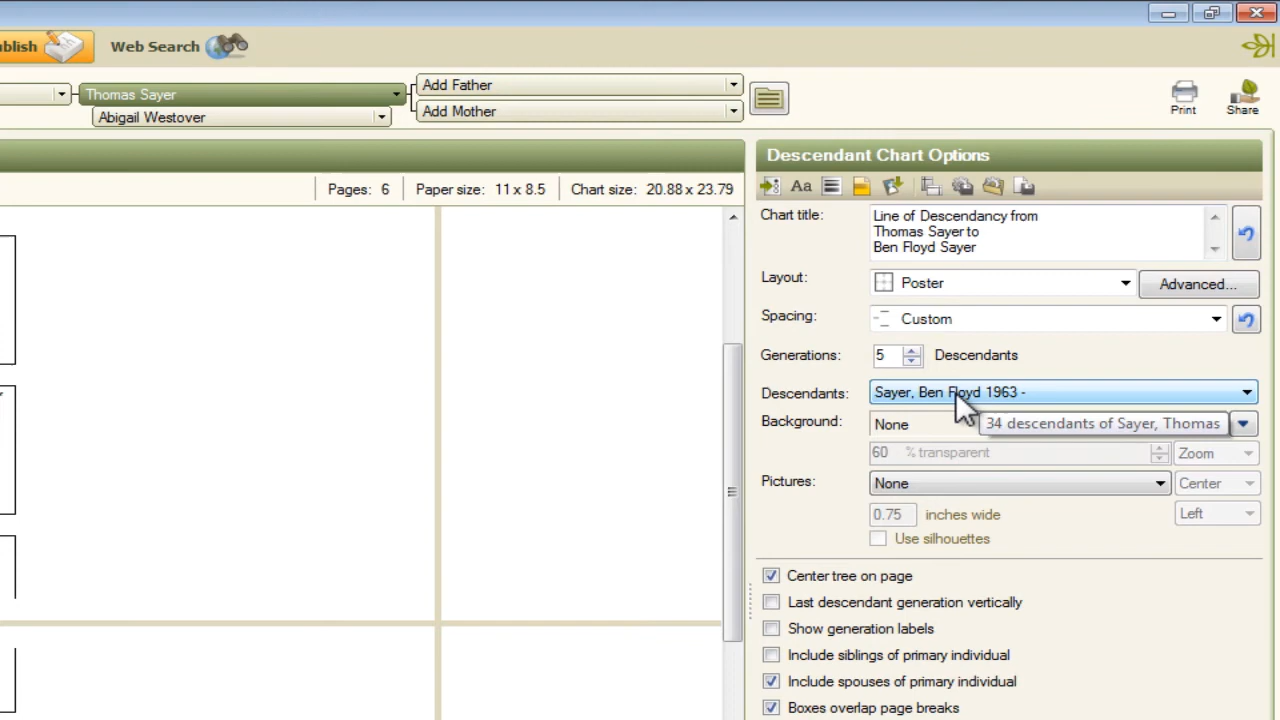 blish
Web Search
Thomas Sayer
Abigail Westover
Add Father
Add Mother
Print
Share
Descendant Chart Options
Pages: 6
Paper size: 11 x 8.5
Chart size: 20.88 x 23.79
Aa
Chart title:
Line of Descendancy from
Thomas Sayer to
Ben Floyd Sayer
Layout:
Poster
Advanced...
Spacing:
Custom
Generations:
5
Descendants
Descendants:
Sayer, Ben Floyd 1963 -
Background:
None
34 descendants of Sayer, Thomas
60 % transparent
Zoom
Pictures:
None
Center
0.75 inches wide
Left
Use silhouettes
Center tree on page
Last descendant generation vertically
Show generation labels
Include siblings of primary individual
Include spouses of primary individual
Boxes overlap page breaks